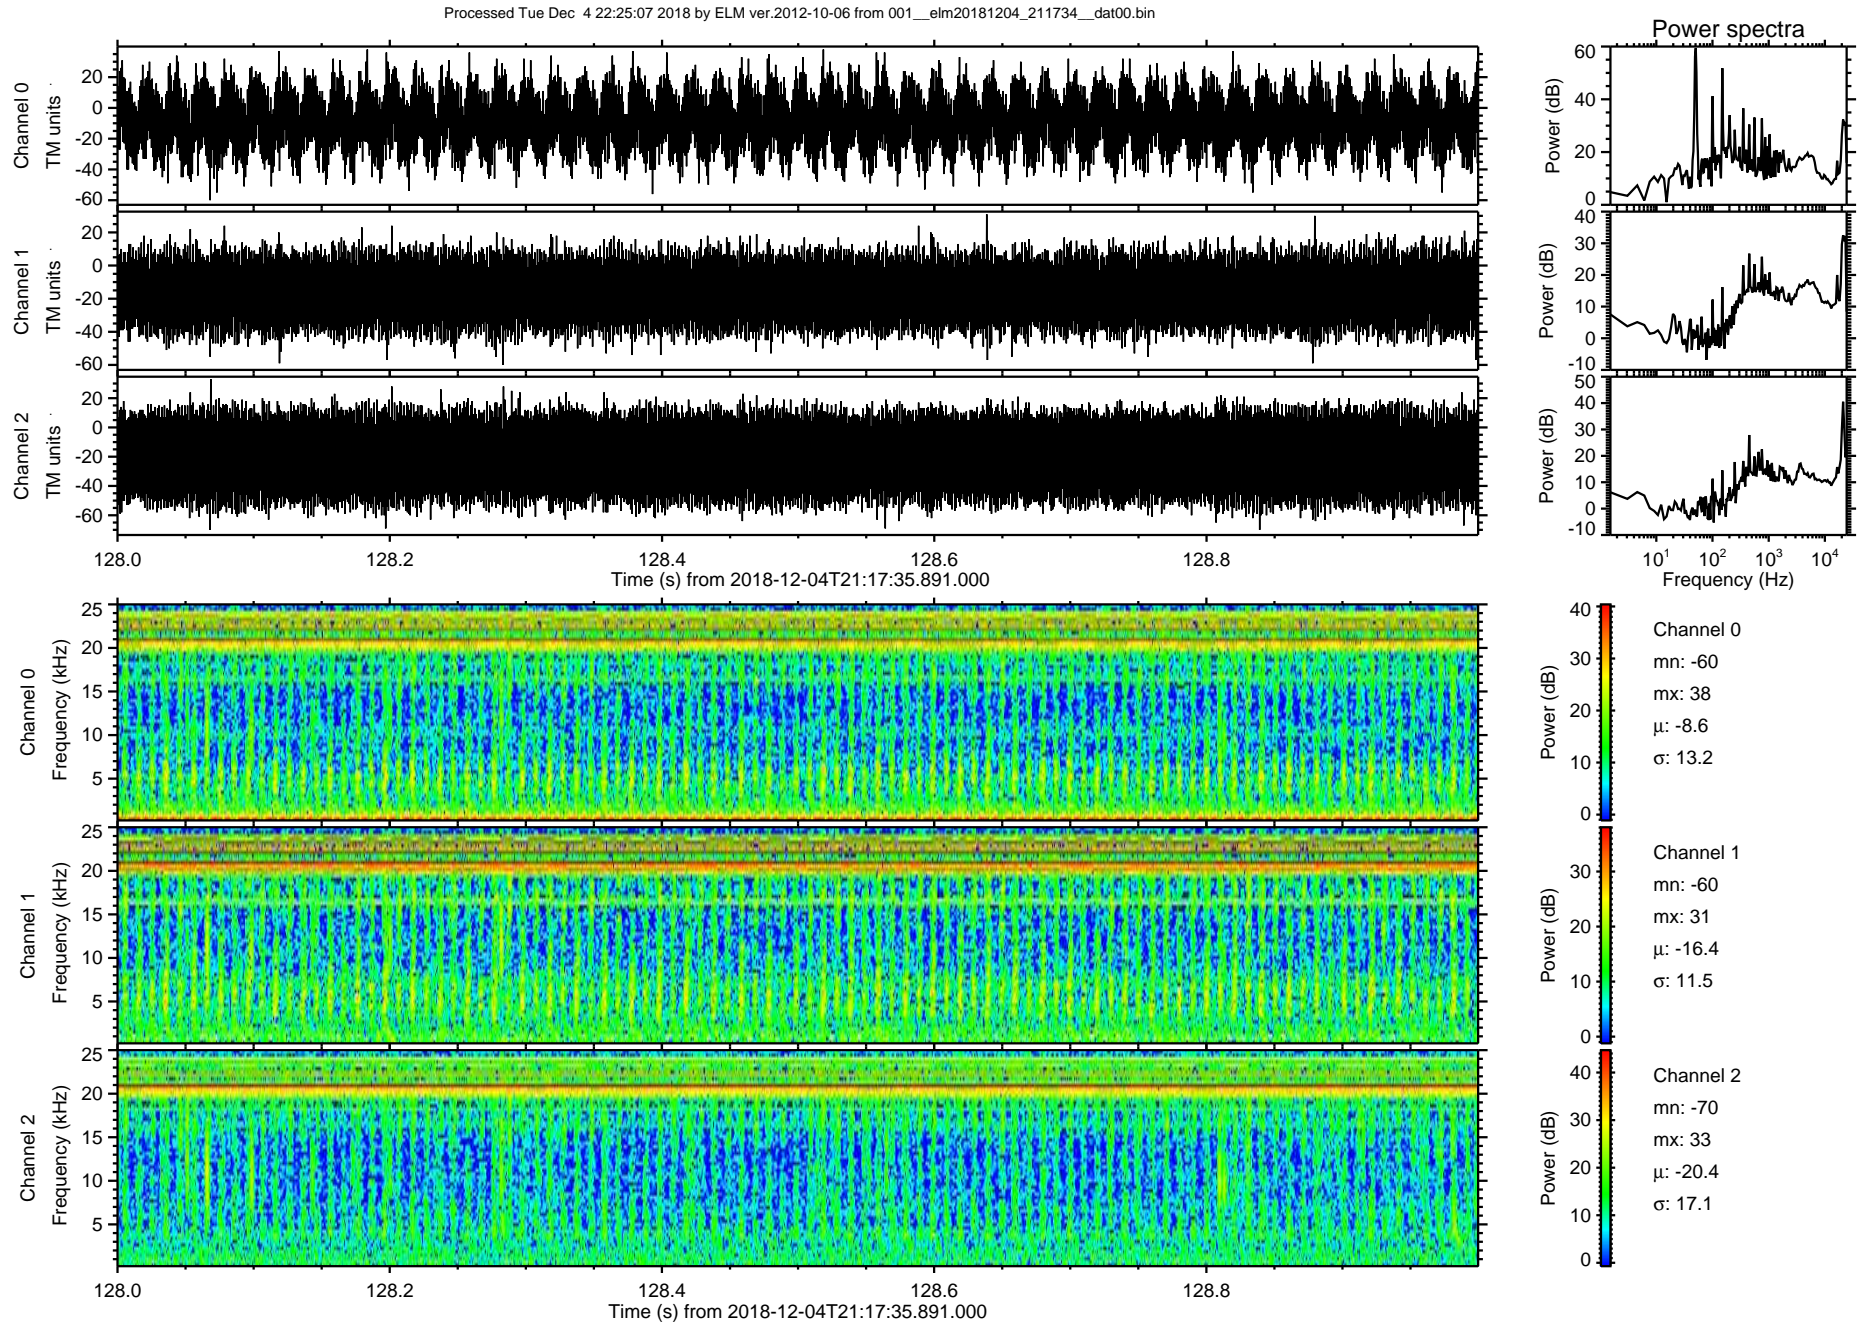 Processed Tue Dec  4 22:25:07 2018 by ELM ver.2012-10-06 from 001__elm20181204_211734__dat00.bin
Power spectra
Channel 0
TM units
20
0
-20
-40
-60
Power (dB)
60
40
20
0
Channel 1
TM units
20
0
-20
-40
-60
Power (dB)
40
30
20
10
0
-10
Channel 2
TM units
20
0
-20
-40
-60
Power (dB)
50
40
30
20
10
0
-10
128.0 128.2 128.4 128.6 128.8
Time (s) from 2018-12-04T21:17:35.891.000
10^1 10^2 10^3 10^4
Frequency (Hz)
Channel 0
Frequency (kHz)
25
20
15
10
5
Power (dB)
40
30
20
10
0
Channel 0
mn: -60
mx: 38
μ: -8.6
σ: 13.2
Channel 1
Frequency (kHz)
25
20
15
10
5
Power (dB)
30
20
10
0
Channel 1
mn: -60
mx: 31
μ: -16.4
σ: 11.5
Channel 2
Frequency (kHz)
25
20
15
10
5
Power (dB)
40
30
20
10
0
Channel 2
mn: -70
mx: 33
μ: -20.4
σ: 17.1
128.0 128.2 128.4 128.6 128.8
Time (s) from 2018-12-04T21:17:35.891.000